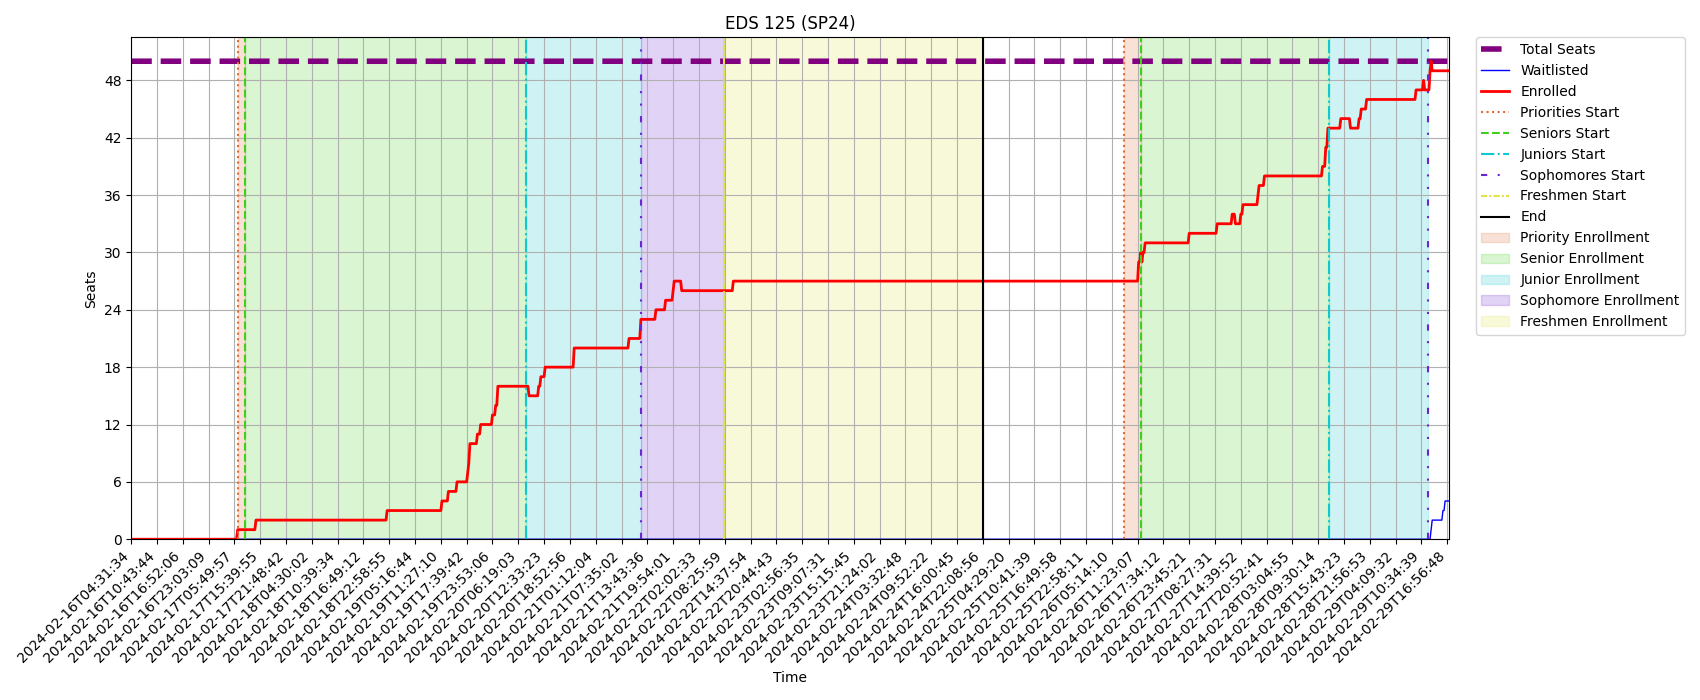 EDS 125 (SP24)
Total Seats
Waitlisted
Enrolled
Priorities Start
Seniors Start
Juniors Start
Sophomores Start
Freshmen Start
End
Priority Enrollment
Senior Enrollment
Junior Enrollment
Sophomore Enrollment
Freshmen Enrollment
Seats
48
42
36
30
24
18
12
6
0
2024-02-16T04:31:34
2024-02-16T10:43:44
2024-02-16T16:52:06
2024-02-16T23:03:09
2024-02-17T05:49:57
2024-02-17T15:39:55
2024-02-17T21:48:42
2024-02-18T04:30:02
2024-02-18T10:39:34
2024-02-18T16:49:12
2024-02-18T22:58:55
2024-02-19T05:16:44
2024-02-19T11:27:10
2024-02-19T17:39:42
2024-02-19T23:53:06
2024-02-20T06:19:03
2024-02-20T12:33:23
2024-02-20T18:52:56
2024-02-21T01:12:04
2024-02-21T07:35:02
2024-02-21T13:43:36
2024-02-21T19:54:01
2024-02-22T02:02:33
2024-02-22T08:25:59
2024-02-22T14:37:54
2024-02-22T20:44:43
2024-02-23T02:56:35
2024-02-23T09:07:31
2024-02-23T15:15:45
2024-02-23T21:24:02
2024-02-24T03:32:48
2024-02-24T09:52:22
2024-02-24T16:00:45
2024-02-24T22:08:56
2024-02-25T04:29:20
2024-02-25T10:41:39
2024-02-25T16:49:58
2024-02-25T22:58:11
2024-02-26T05:14:10
2024-02-26T11:23:07
2024-02-26T17:34:12
2024-02-26T23:45:21
2024-02-27T08:27:31
2024-02-27T14:39:52
2024-02-27T20:52:41
2024-02-28T03:04:55
2024-02-28T09:30:14
2024-02-28T15:43:23
2024-02-28T21:56:53
2024-02-29T04:09:32
2024-02-29T10:34:39
2024-02-29T16:56:48
Time